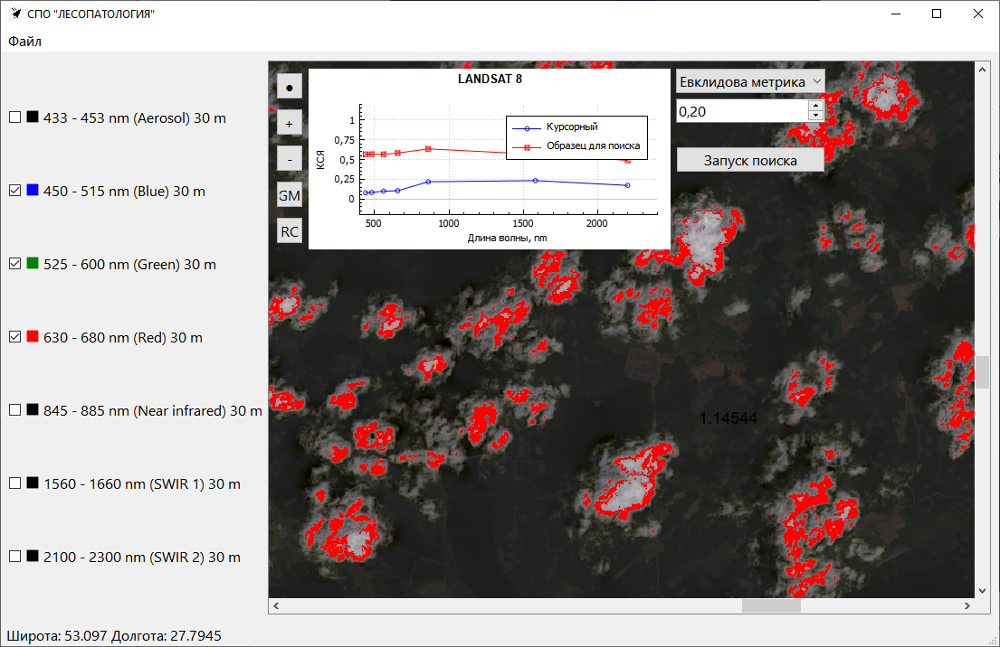 СПО "ЛЕСОПАТОЛОГИЯ"
Файл
433 - 453 nm (Aerosol) 30 m
450 - 515 nm (Blue) 30 m
525 - 600 nm (Green) 30 m
630 - 680 nm (Red) 30 m
845 - 885 nm (Near infrared) 30 m
1560 - 1660 nm (SWIR 1) 30 m
2100 - 2300 nm (SWIR 2) 30 m
+
-
GM
RC
LANDSAT 8
КСЯ
1
0,75
0,5
0,25
0
Курсорный
Образец для поиска
500 1000 1500 2000
Длина волны, nm
Евклидова метрика
0,20
Запуск поиска
1.14544
Широта: 53.097 Долгота: 27.7945